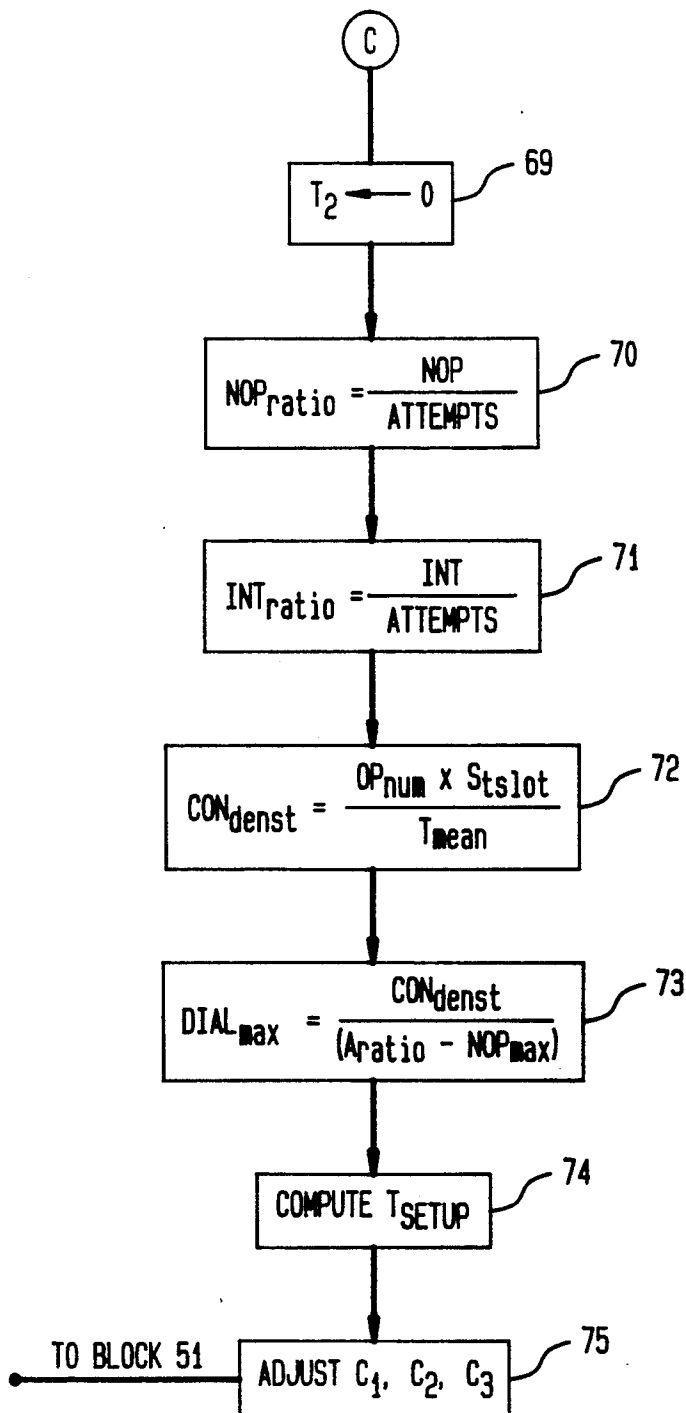 C
69
T₂ ← 0
70
NOPratio = NOP / ATTEMPTS
71
INTratio = INT / ATTEMPTS
72
CONdenst = OPnum x Stslot / Tmean
73
DIALmax = CONdenst / (Aratio - NOPmax)
74
COMPUTE TSETUP
75
TO BLOCK 51
ADJUST C₁, C₂, C₃